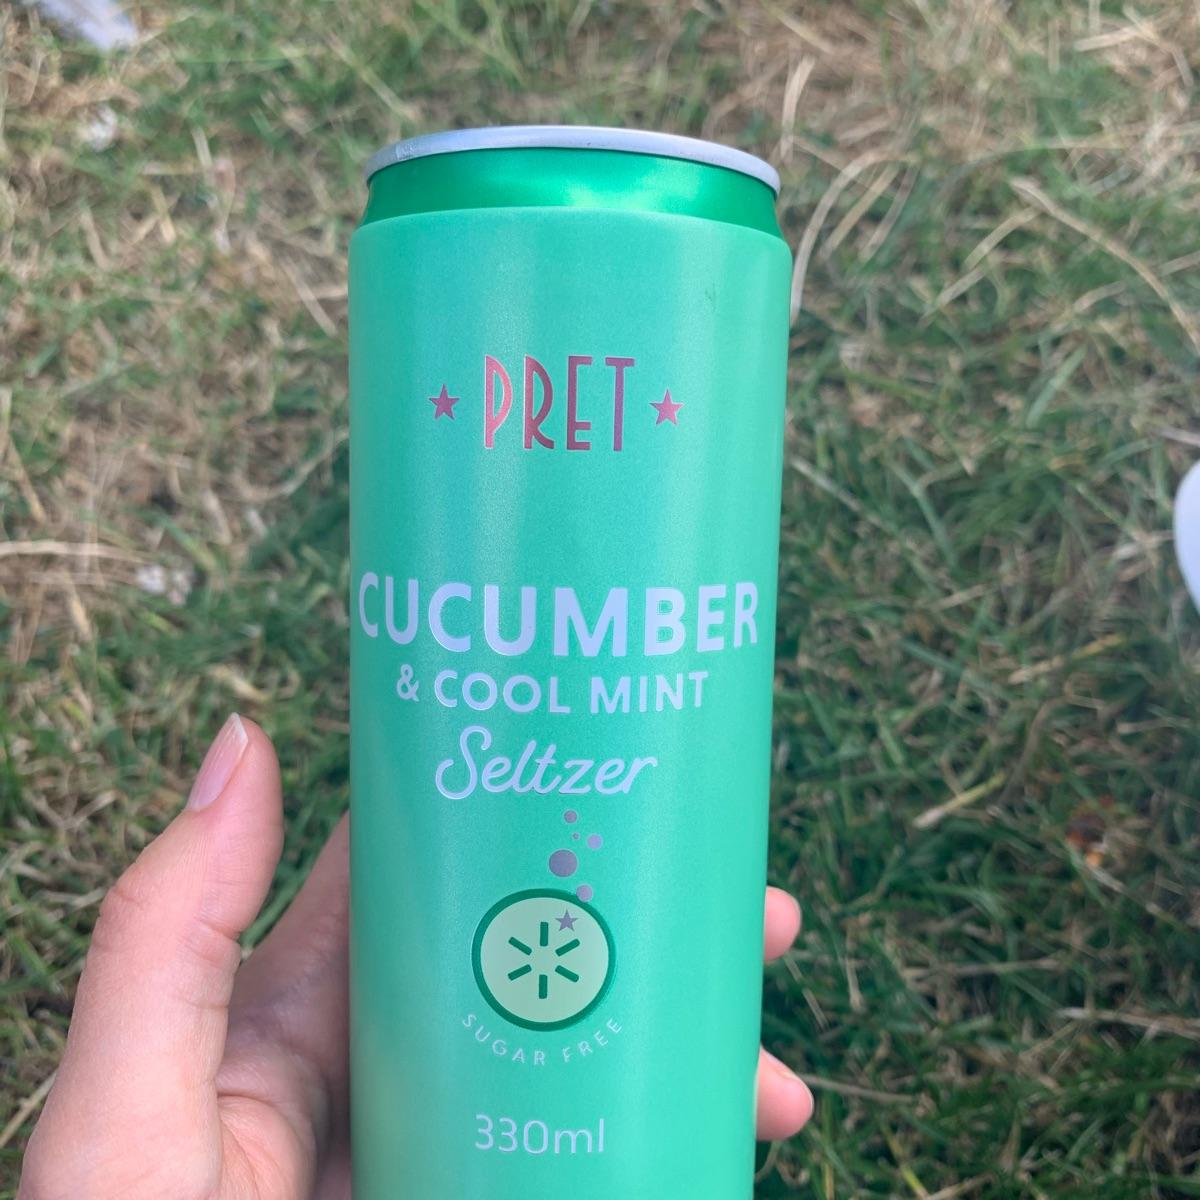 PRET
CUCUMBER
& COOL MINT
Seltzer
SUGAR FREE
330ml